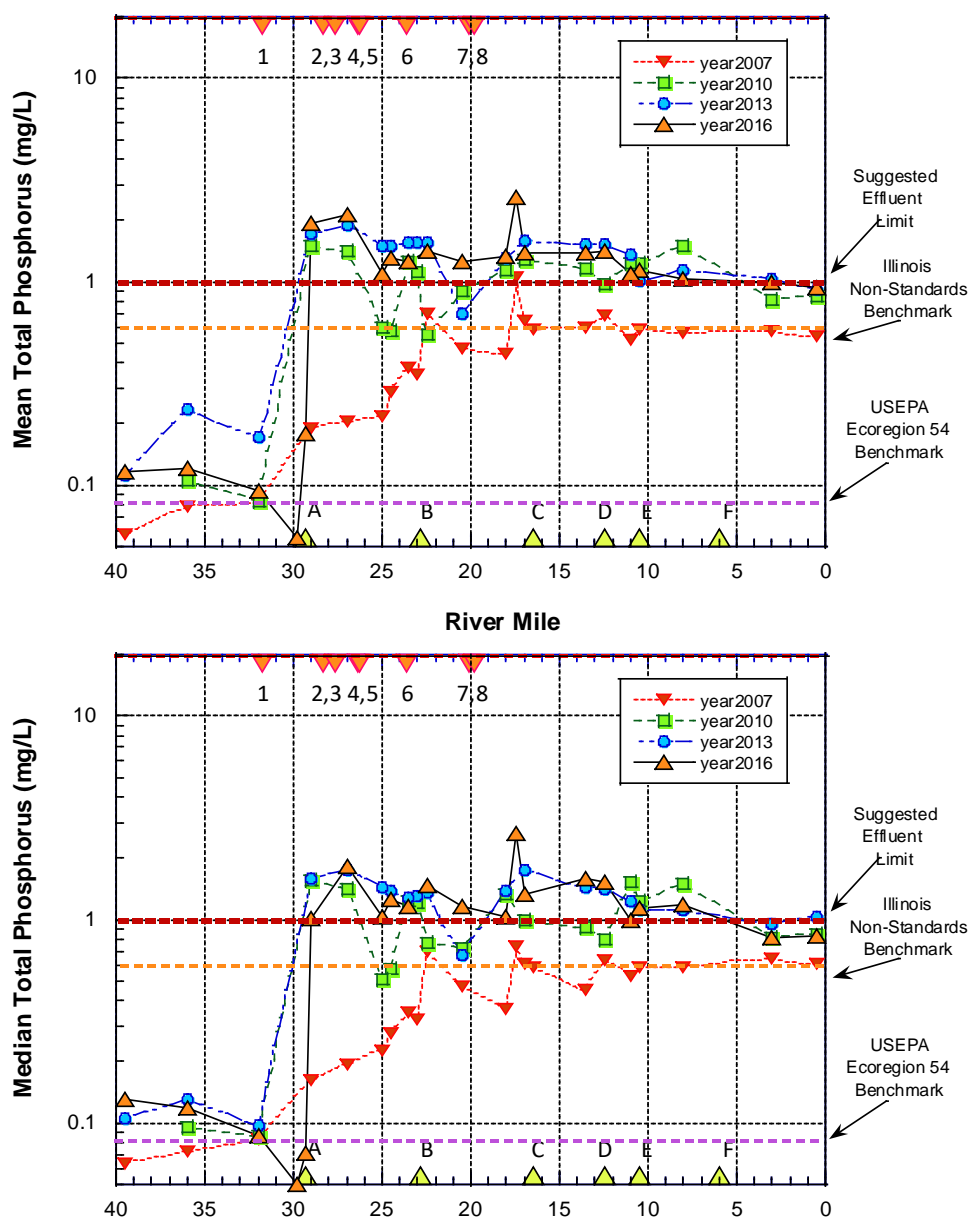 1 2,3 4,5 6 7,8
year2007
year2010
year2013
year2016
10
1
0.1
Mean Total Phosphorus (mg/L)
Suggested
Effluent
Limit
Illinois
Non-Standards
Benchmark
USEPA
Ecoregion 54
Benchmark
A B C D E F
40 35 30 25 20 15 10 5 0
River Mile
1 2,3 4,5 6 7,8
year2007
year2010
year2013
year2016
10
1
0.1
Median Total Phosphorus (mg/L)
Suggested
Effluent
Limit
Illinois
Non-Standards
Benchmark
USEPA
Ecoregion 54
Benchmark
A B C D E F
40 35 30 25 20 15 10 5 0